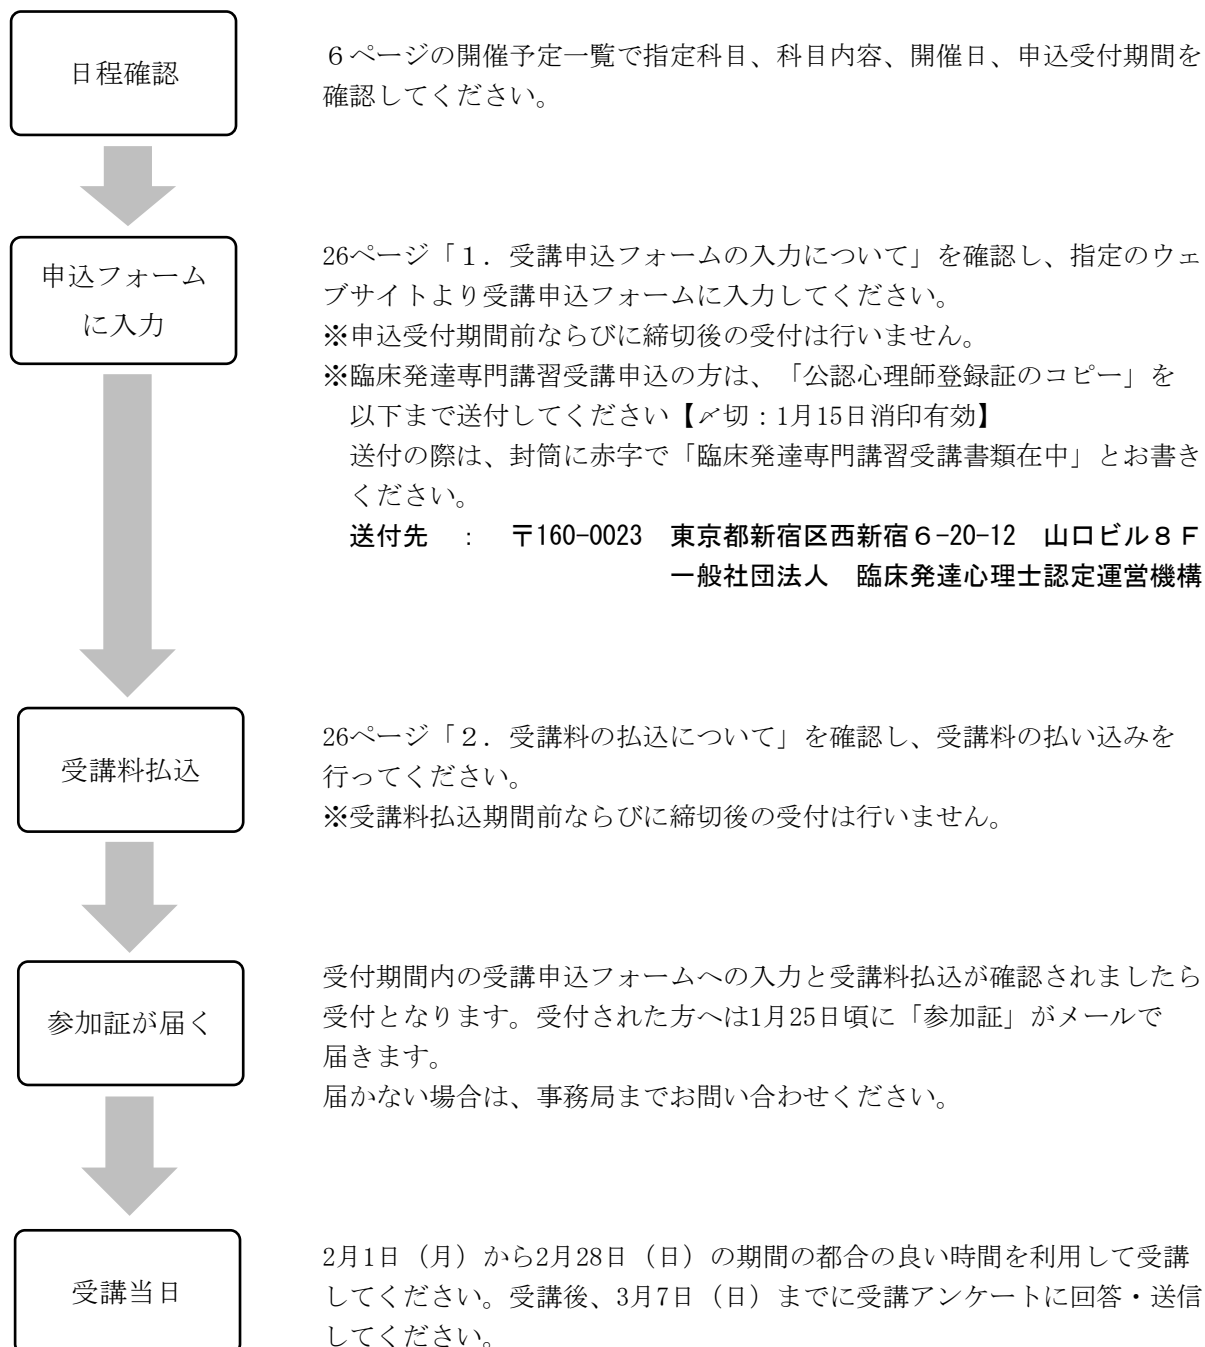 日程確認
６ページの開催予定一覧で指定科目、科目内容、開催日、申込受付期間を
確認してください。
申込フォーム
に入力
26ページ「１．受講申込フォームの入力について」を確認し、指定のウェ
ブサイトより受講申込フォームに入力してください。
※申込受付期間前ならびに締切後の受付は行いません。
※臨床発達専門講習受講申込の方は、「公認心理師登録証のコピー」を
以下まで送付してください【〆切：1月15日消印有効】
送付の際は、封筒に赤字で「臨床発達専門講習受講書類在中」とお書き
ください。
送付先　：　〒160-0023　東京都新宿区西新宿６-20-12　山口ビル８Ｆ
一般社団法人　臨床発達心理士認定運営機構
受講料払込
26ページ「２．受講料の払込について」を確認し、受講料の払い込みを
行ってください。
※受講料払込期間前ならびに締切後の受付は行いません。
参加証が届く
受付期間内の受講申込フォームへの入力と受講料払込が確認されましたら
受付となります。受付された方へは1月25日頃に「参加証」がメールで
届きます。
届かない場合は、事務局までお問い合わせください。
受講当日
2月1日（月）から2月28日（日）の期間の都合の良い時間を利用して受講
してください。受講後、3月7日（日）までに受講アンケートに回答・送信
してください。